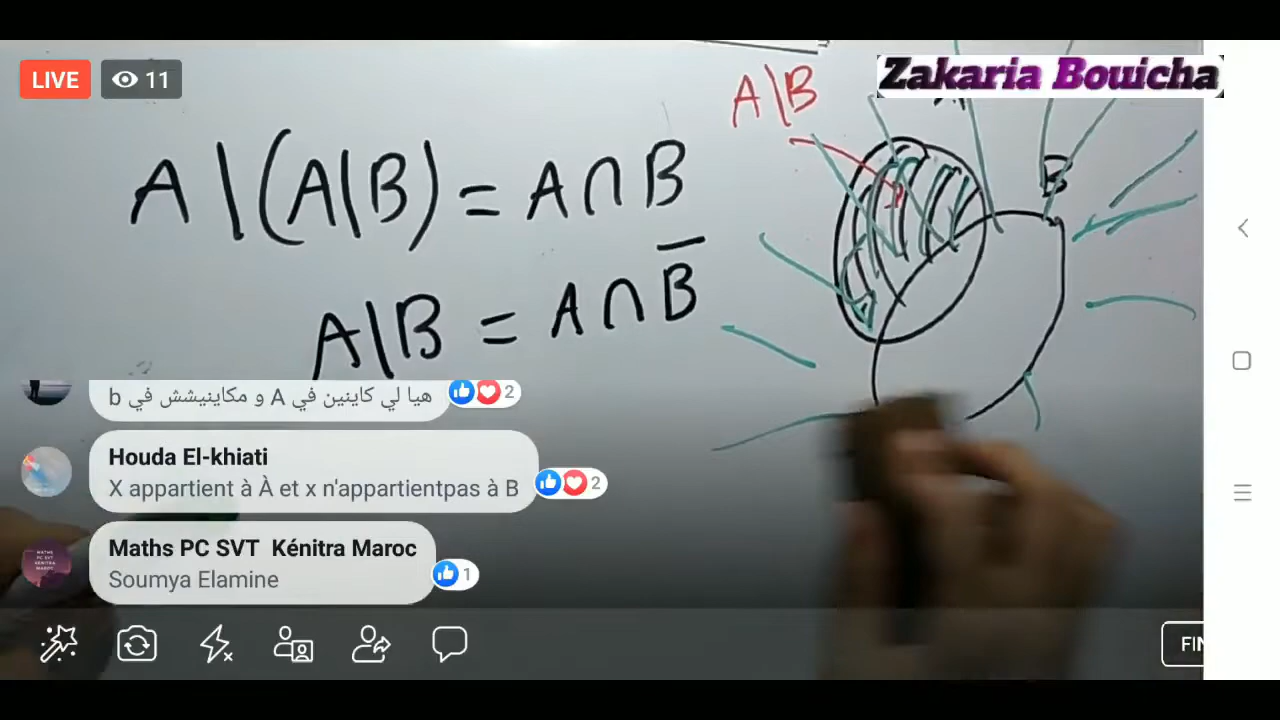 LIVE
11
Zakaria Bouicha
A\B
B
A\(A\B) = A∩B
A\B = A∩B̅
هيا لي كاينين في A و مكاينيشش في b
2
Houda El-khiati
X appartient à À et x n'appartientpas à B
2
Maths PC SVT Kénitra Maroc
Soumya Elamine
1
FIN